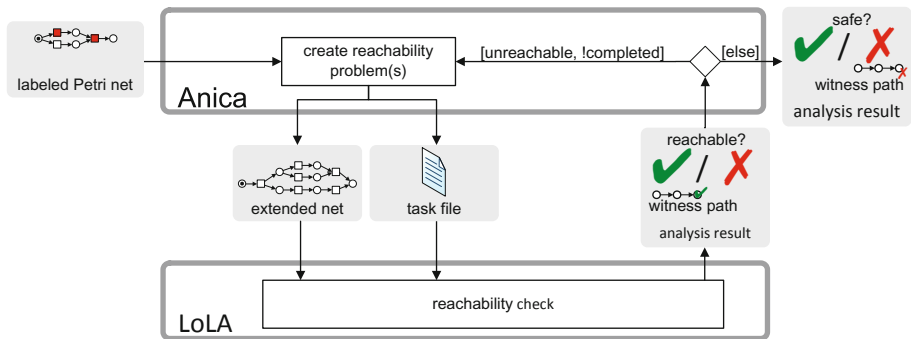 labeled Petri net
Anica
create reachability
problem(s)
[unreachable, !completed]
[else]
safe?
/
witness path
analysis result
extended net
task file
reachable?
/
witness path
analysis result
LoLA
reachability check